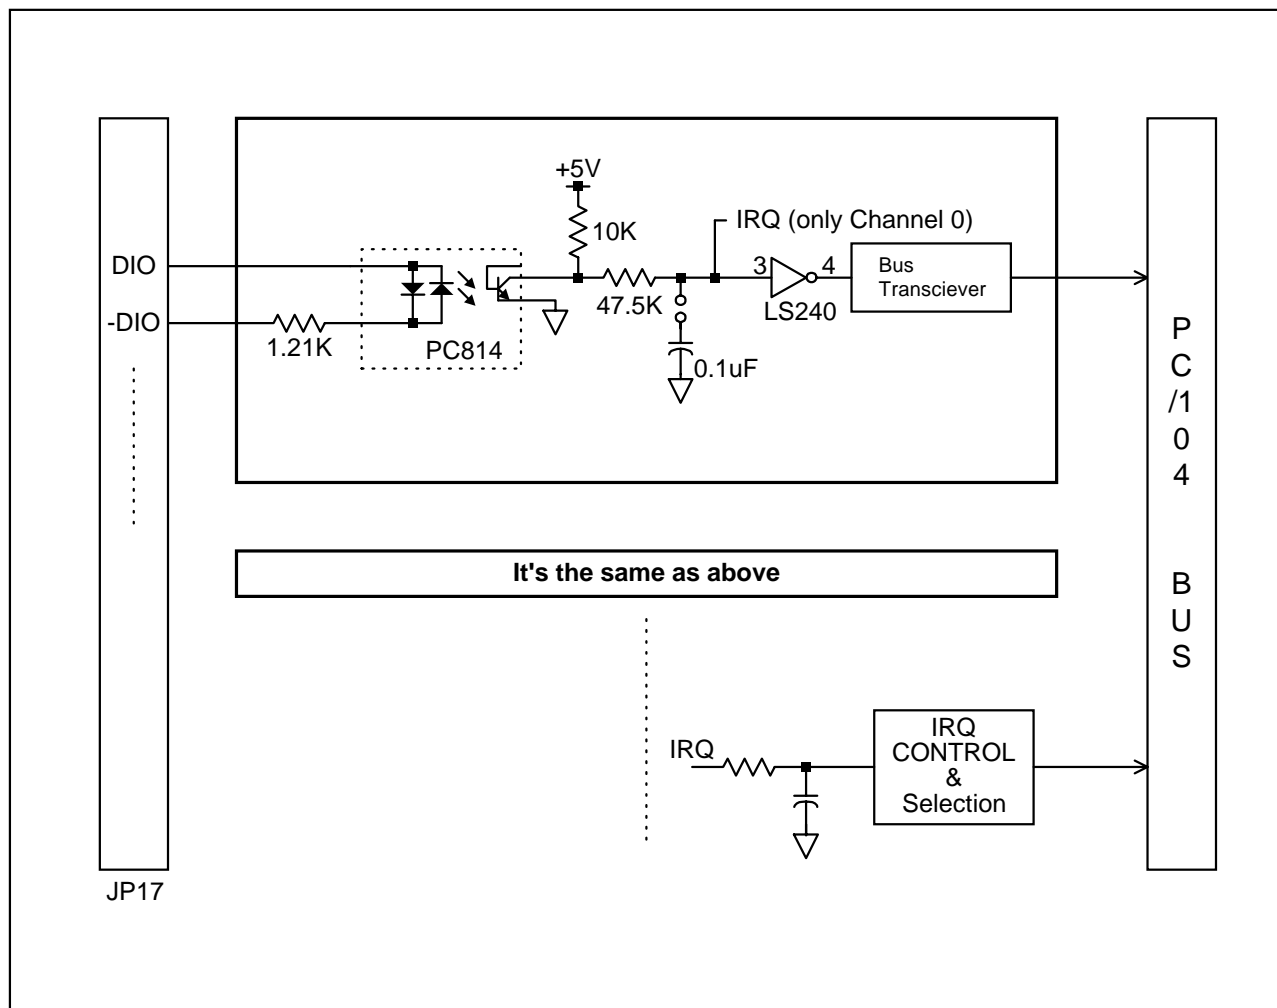 +5V
10K
IRQ (only Channel 0)
DIO
-DIO
1.21K
PC814
47.5K
0.1uF
3
4
LS240
Bus
Transciever
P
C
/1
0
4
B
U
S
It's the same as above
IRQ
IRQ
CONTROL
&
Selection
JP17